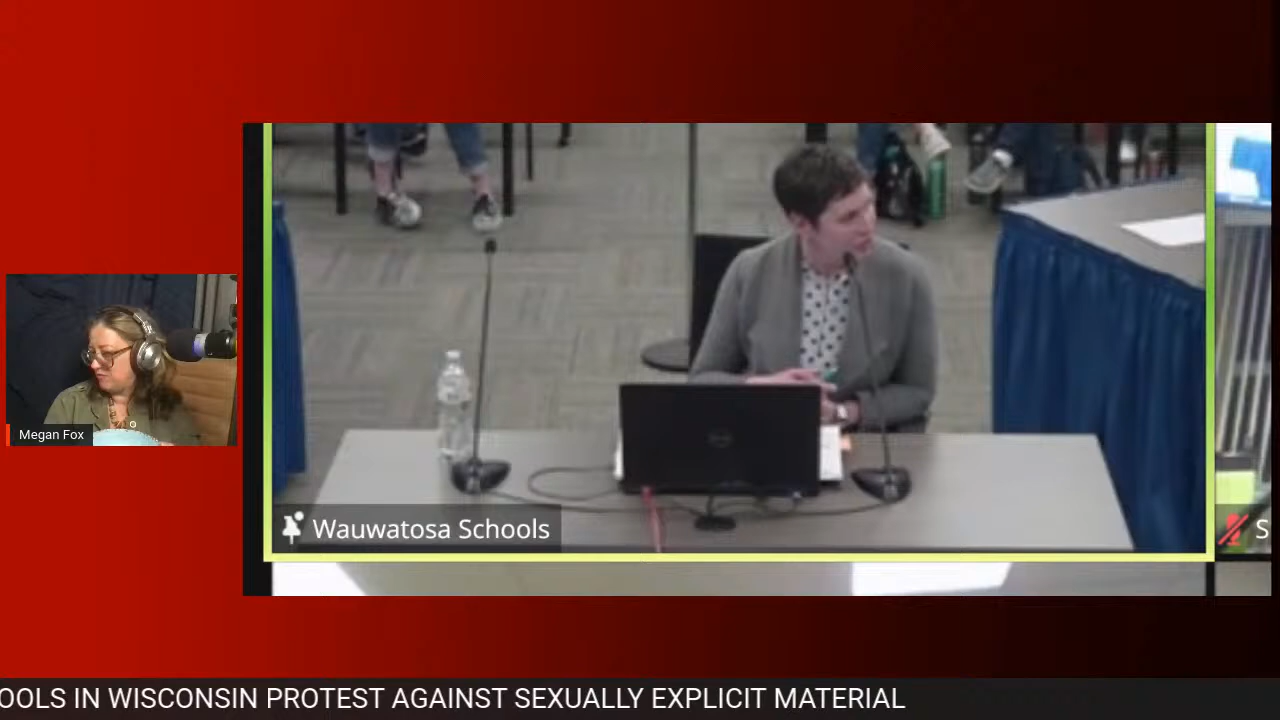 Wauwatosa Schools
S
Megan Fox
OOLS IN WISCONSIN PROTEST AGAINST SEXUALLY EXPLICIT MATERIAL